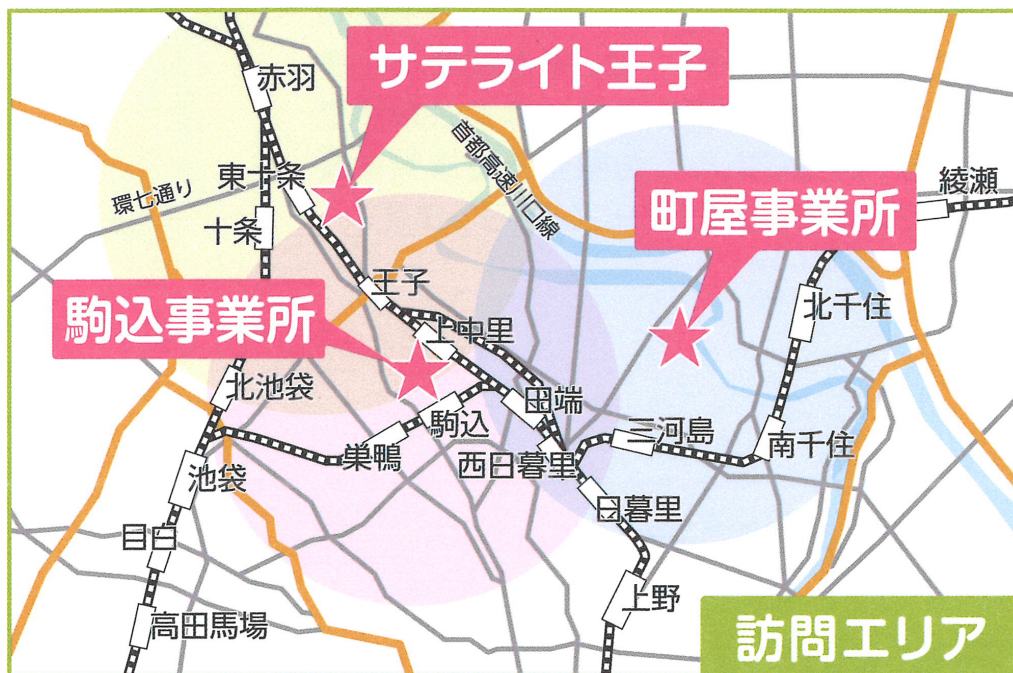 サテライト王子
赤羽
首都高速川口線
東十条
環七通り
綾瀬
町屋事業所
十条
王子
駒込事業所
北千住
上中里
北池袋
田端
駒込
三河島
巣鴨
西日暮里
南千住
池袋
日暮里
目白
上野
高田馬場
訪問エリア